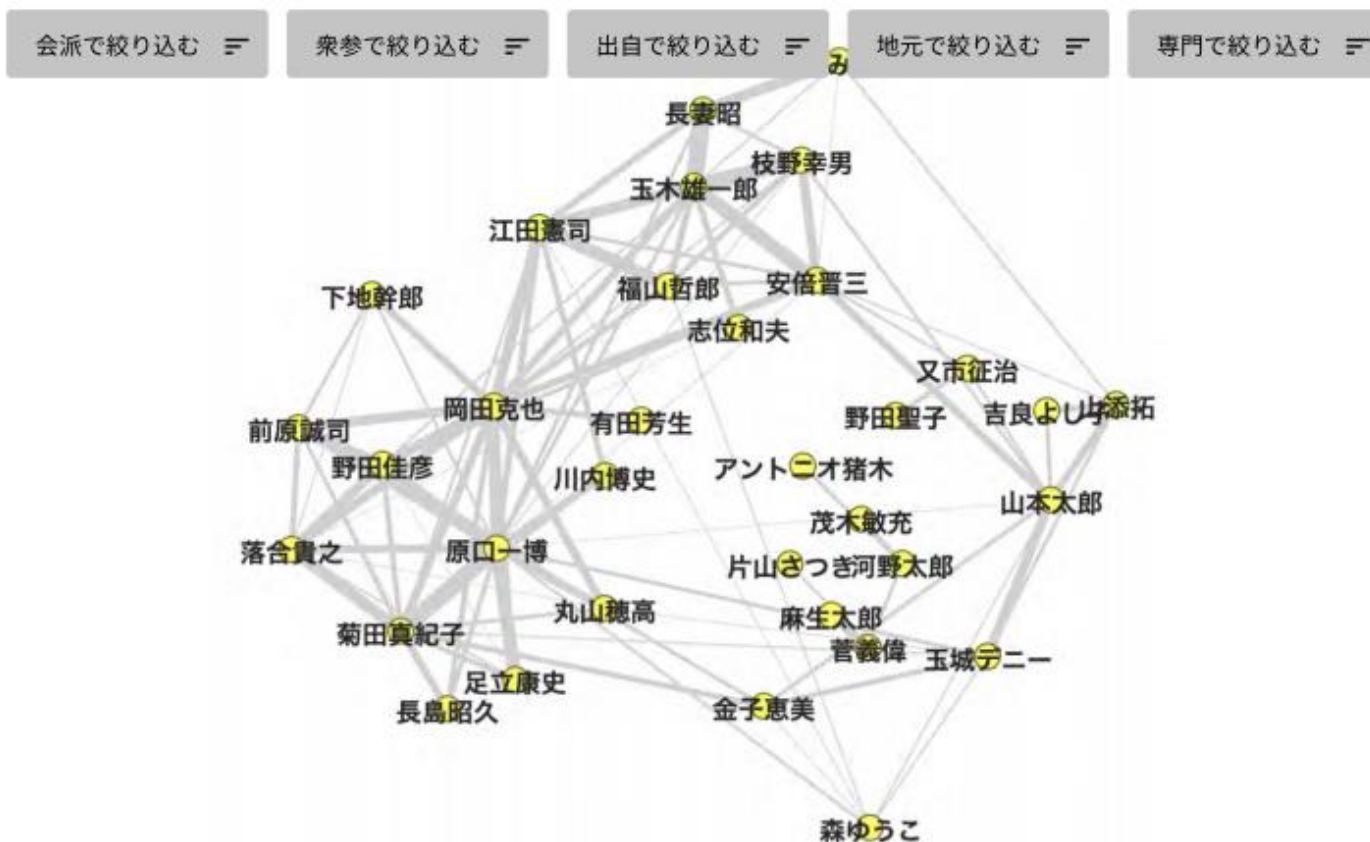 会派で絞り込む
衆参で絞り込む
出自で絞り込む
地元で絞り込む
専門で絞り込む
み
長妻昭
枝野幸男
玉木雄一郎
江田憲司
下地幹郎
福山哲郎
安倍晋三
志位和夫
又市征治
岡田克也
有田芳生
野田聖子
吉良よし子
山添拓
前原誠司
野田佳彦
川内博史
アントニオ猪木
山本太郎
茂木敏充
落合貴之
原口一博
片山さつき
河野太郎
丸山穂高
麻生太郎
菊田真紀子
菅義偉
玉城デニー
足立康史
長島昭久
金子恵美
森ゆうこ